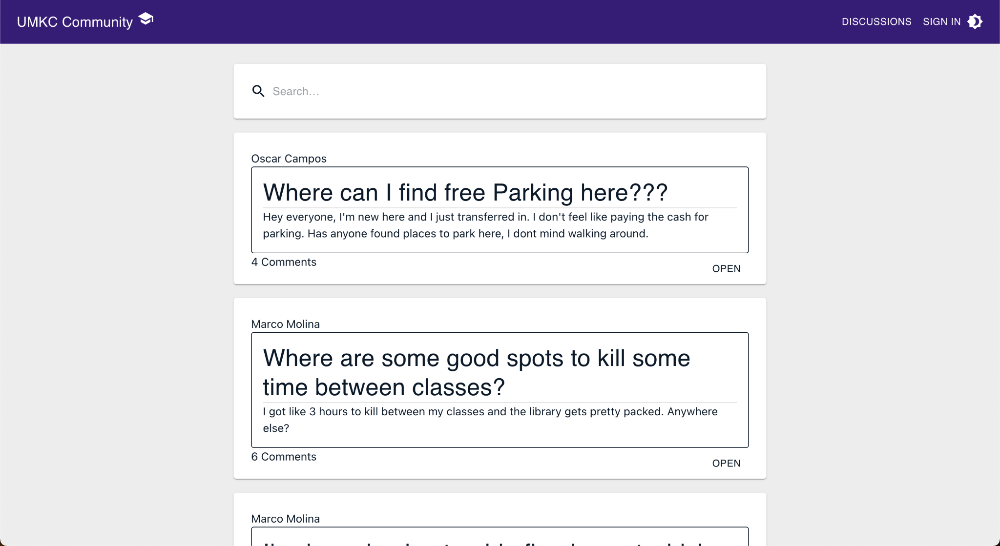 UMKC Community
DISCUSSIONS SIGN IN
Search...
Oscar Campos
Where can I find free Parking here???
Hey everyone, I'm new here and I just transferred in. I don't feel like paying the cash for
parking. Has anyone found places to park here, I dont mind walking around.
4 Comments
OPEN
Marco Molina
Where are some good spots to kill some
time between classes?
I got like 3 hours to kill between my classes and the library gets pretty packed. Anywhere
else?
6 Comments
OPEN
Marco Molina